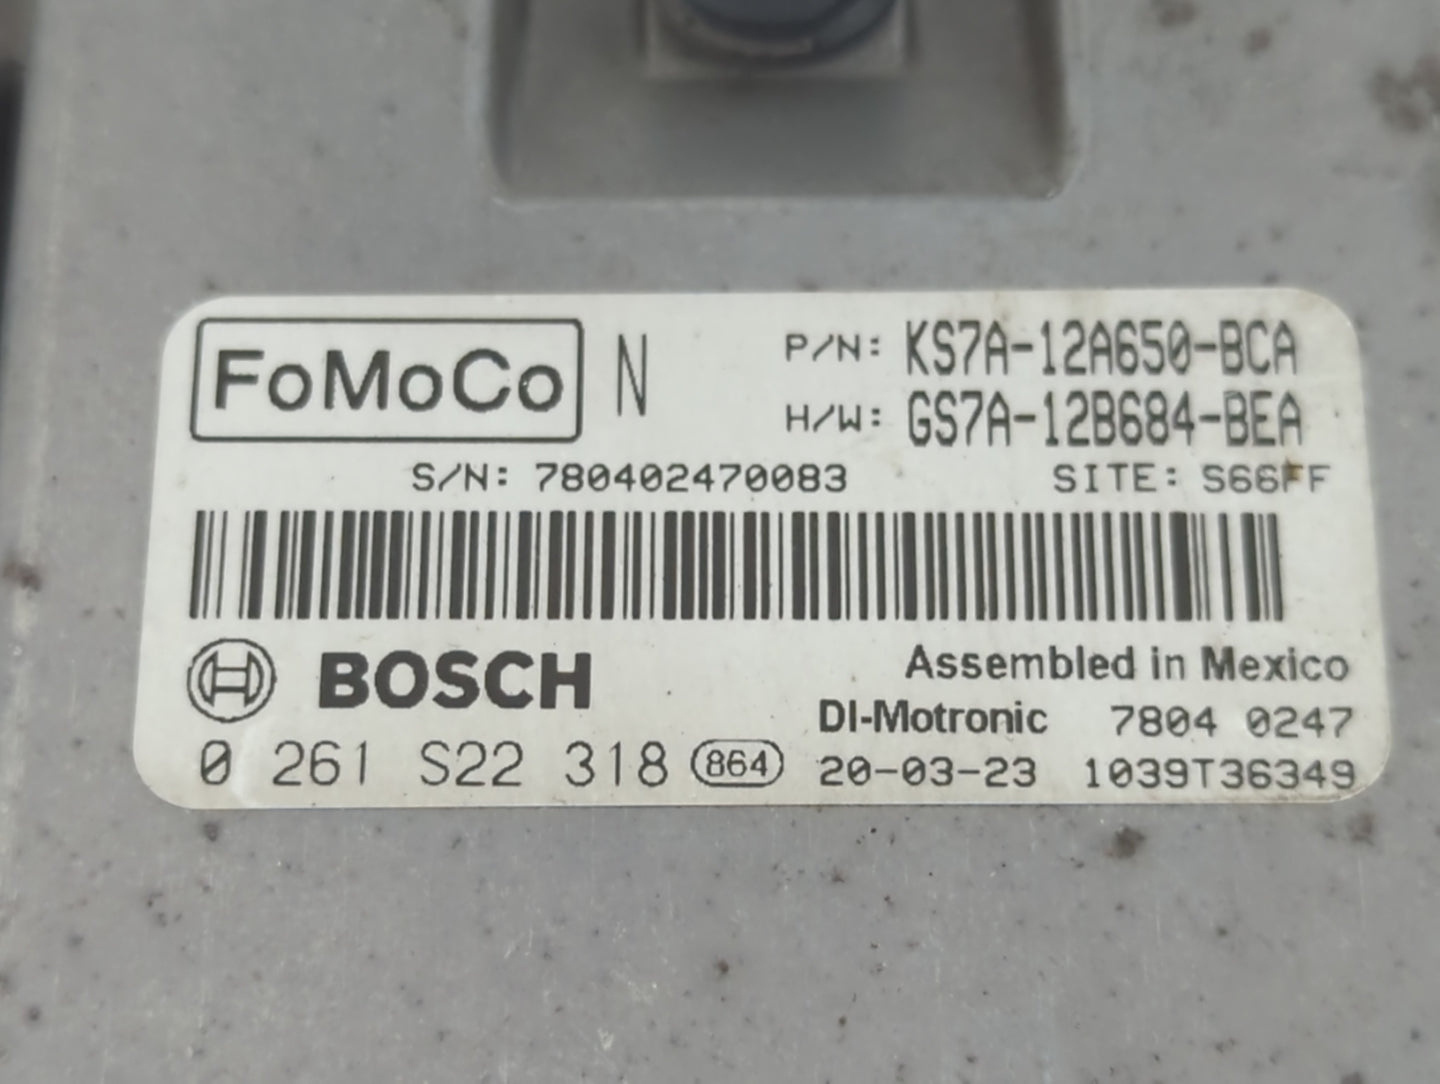 FoMoCo N P/N: KS7A-12A650-BCA
H/W: GS7A-12B684-BEA
S/N: 780402470083 SITE: S66FF
BOSCH Assembled in Mexico
DI-Motronic 7804 0247
0 261 S22 318 864 20-03-23 1039T36349